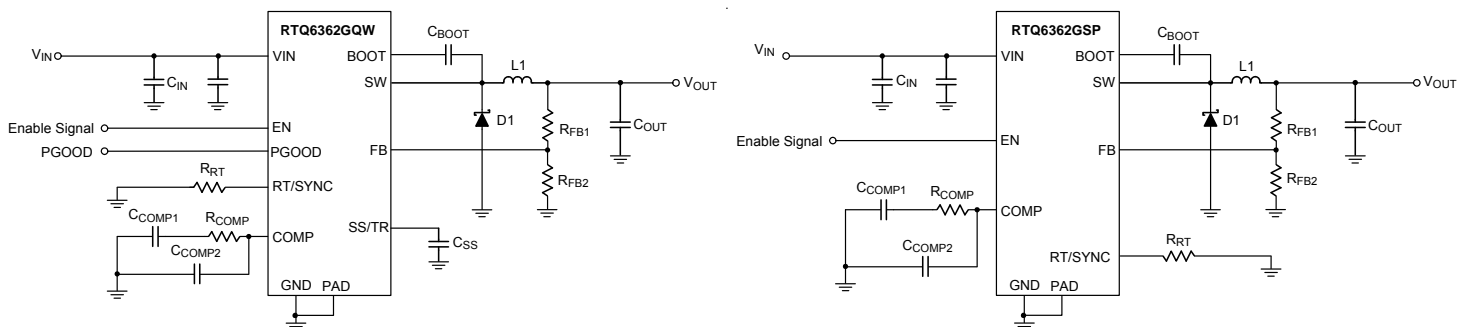 RTQ6362GQW
VIN
CIN
VIN
BOOT
CBOOT
SW
L1
VOUT
D1
RFB1
COUT
Enable Signal
EN
PGOOD
PGOOD
FB
RFB2
RRT
RT/SYNC
CCOMP1
RCOMP
COMP
CCOMP2
SS/TR
CSS
GND PAD
RTQ6362GSP
VIN
CIN
VIN
BOOT
CBOOT
SW
L1
VOUT
D1
RFB1
COUT
Enable Signal
EN
FB
RFB2
CCOMP1
RCOMP
COMP
CCOMP2
RT/SYNC
RRT
GND PAD